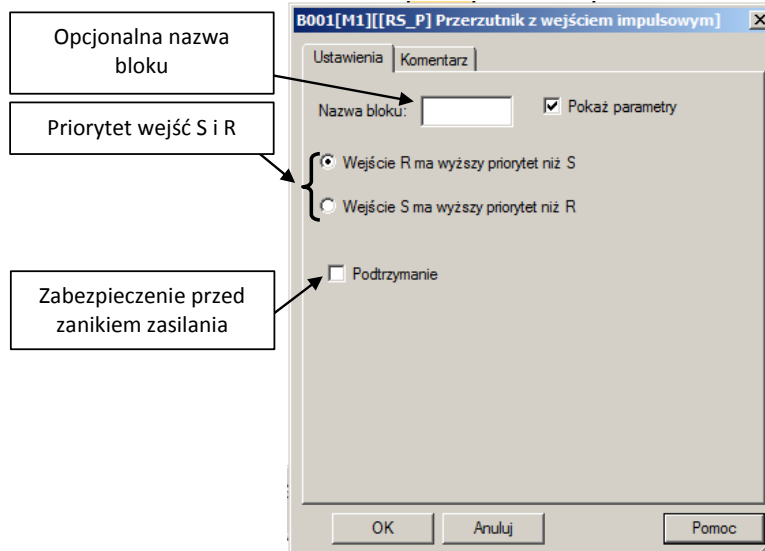 Opcjonalna nazwa
bloku
Priorytet wejść S i R
Zabezpieczenie przed
zanikiem zasilania
B001[M1][[RS_P] Przerzutnik z wejściem impulsowym]
Ustawienia
Komentarz
Nazwa bloku:
Pokaż parametry
Wejście R ma wyższy priorytet niż S
Wejście S ma wyższy priorytet niż R
Podtrzymanie
OK
Anuluj
Pomoc